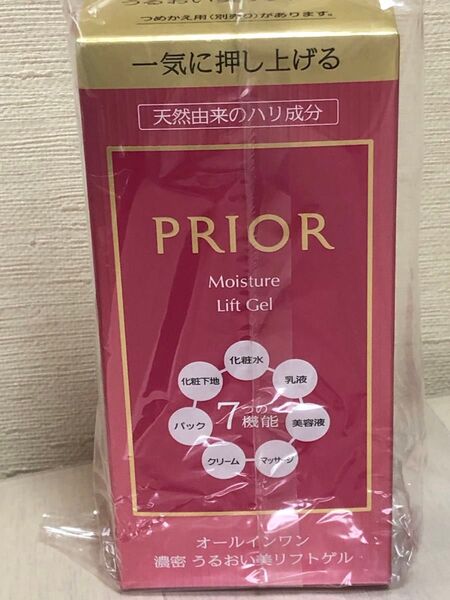 つめかえ用(別売り)があります。
一気に押し上げる
天然由来のハリ成分
PRIOR
Moisture
Lift Gel
化粧水
化粧下地
乳液
7つの
機能
パック
美容液
クリーム
マッサージ
オールインワン
濃密 うるおい美リフトゲル